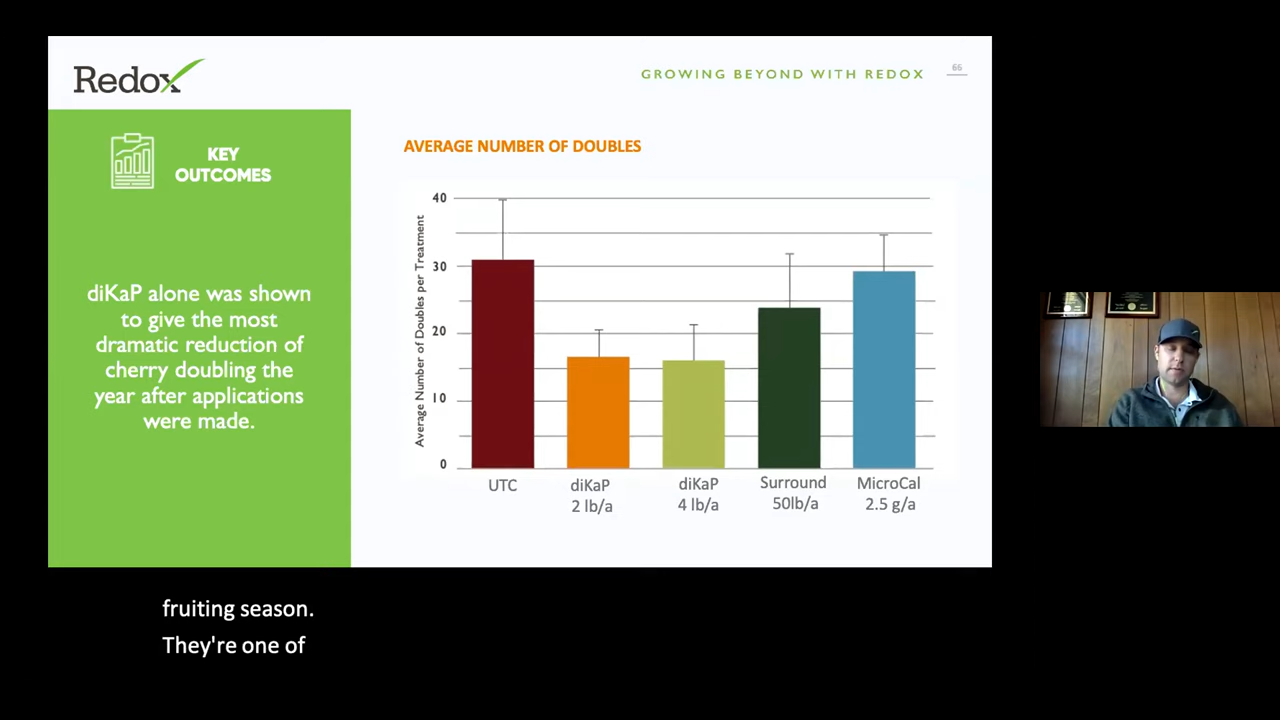 Redox
GROWING BEYOND WITH REDOX
66
KEY
OUTCOMES
diKaP alone was shown
to give the most
dramatic reduction of
cherry doubling the
year after applications
were made.
AVERAGE NUMBER OF DOUBLES
Average Number of Doubles per Treatment
40
30
20
10
0
UTC
diKaP
2 lb/a
diKaP
4 lb/a
Surround
50lb/a
MicroCal
2.5 g/a
fruiting season.
They're one of